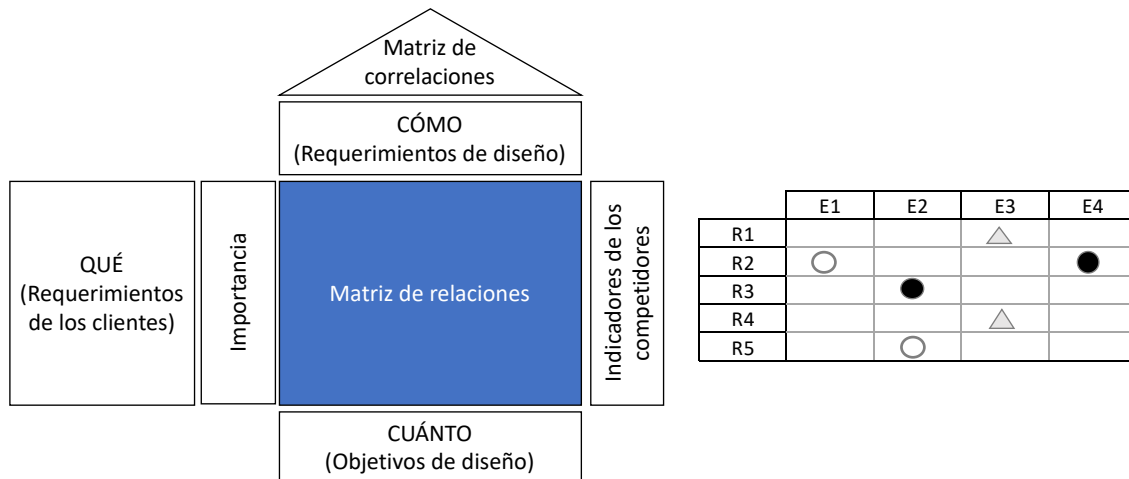 Matriz de
correlaciones
CÓMO
(Requerimientos de diseño)
QUÉ
(Requerimientos
de los clientes)
Importancia
Matriz de relaciones
Indicadores de los
competidores
CUÁNTO
(Objetivos de diseño)
E1 E2 E3 E4
R1
R2
R3
R4
R5